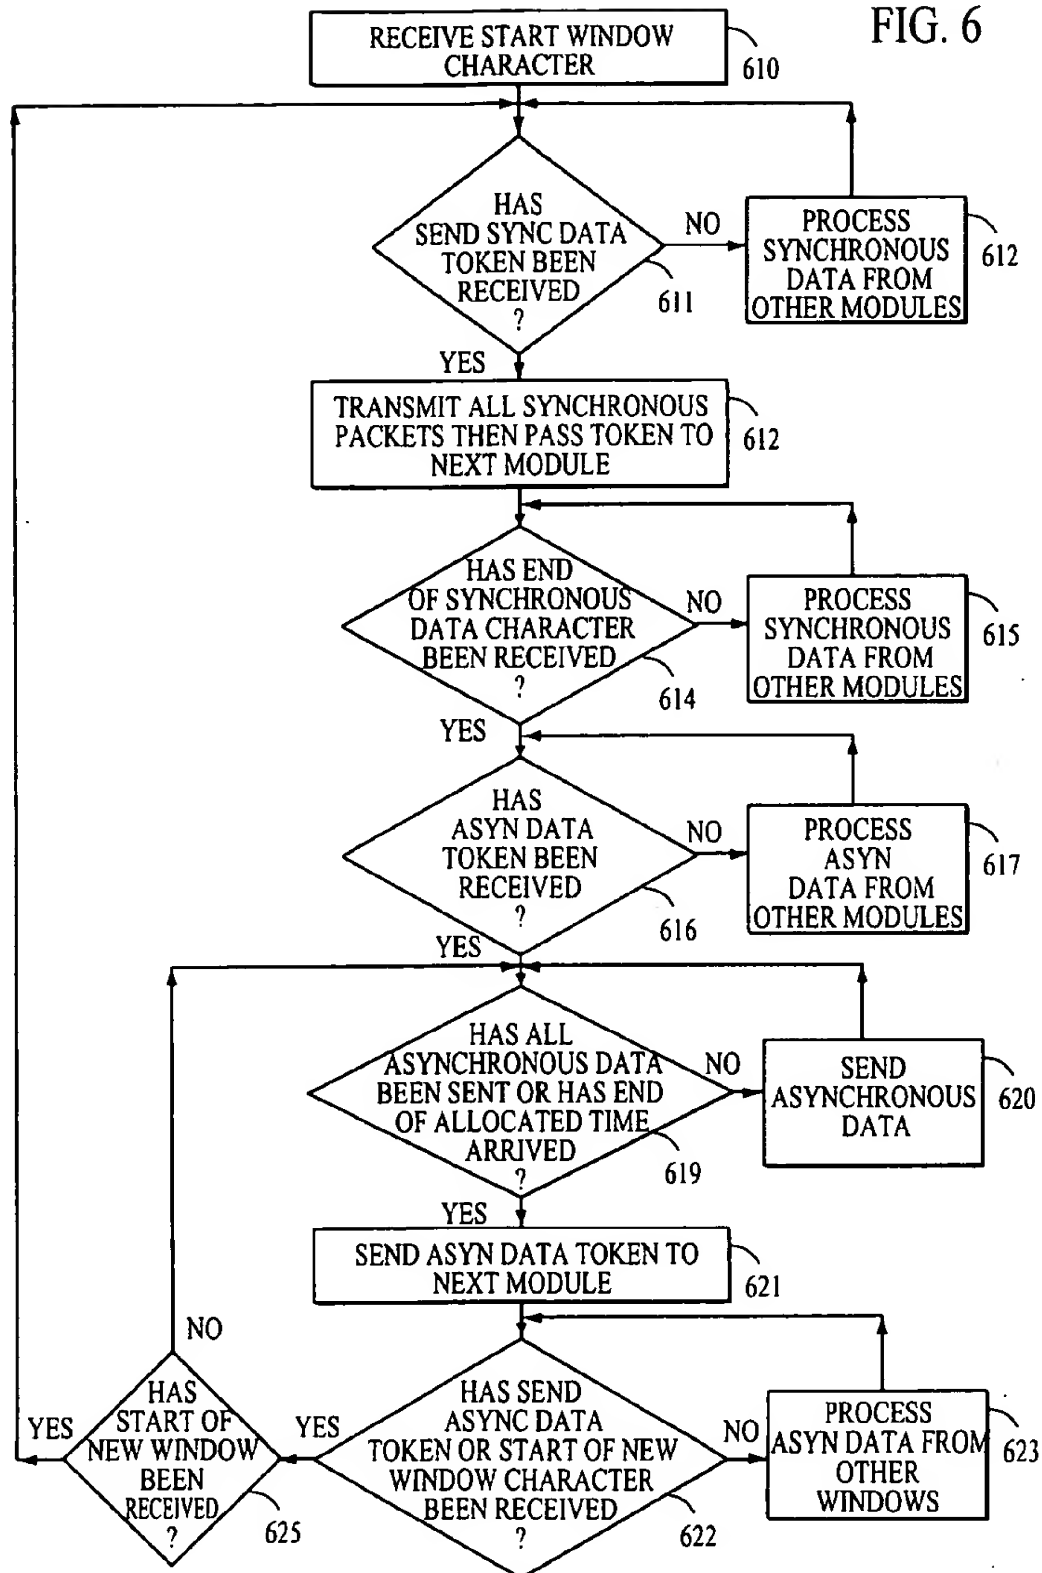 FIG. 6
RECEIVE START WINDOW
CHARACTER
610
HAS
SEND SYNC DATA
TOKEN BEEN
RECEIVED
?
611
NO
PROCESS
SYNCHRONOUS
DATA FROM
OTHER MODULES
612
YES
TRANSMIT ALL SYNCHRONOUS
PACKETS THEN PASS TOKEN TO
NEXT MODULE
612
HAS END
OF SYNCHRONOUS
DATA CHARACTER
BEEN RECEIVED
?
614
NO
PROCESS
SYNCHRONOUS
DATA FROM
OTHER MODULES
615
YES
HAS
ASYN DATA
TOKEN BEEN
RECEIVED
?
616
NO
PROCESS
ASYN
DATA FROM
OTHER MODULES
617
YES
HAS ALL
ASYNCHRONOUS DATA
BEEN SENT OR HAS END
OF ALLOCATED TIME
ARRIVED
?
619
NO
SEND
ASYNCHRONOUS
DATA
620
YES
SEND ASYN DATA TOKEN TO
NEXT MODULE
621
HAS SEND
ASYNC DATA
TOKEN OR START OF NEW
WINDOW CHARACTER
BEEN RECEIVED
?
622
NO
PROCESS
ASYN DATA FROM
OTHER
WINDOWS
623
YES
HAS
START OF
NEW WINDOW
BEEN
RECEIVED
?
625
NO
YES